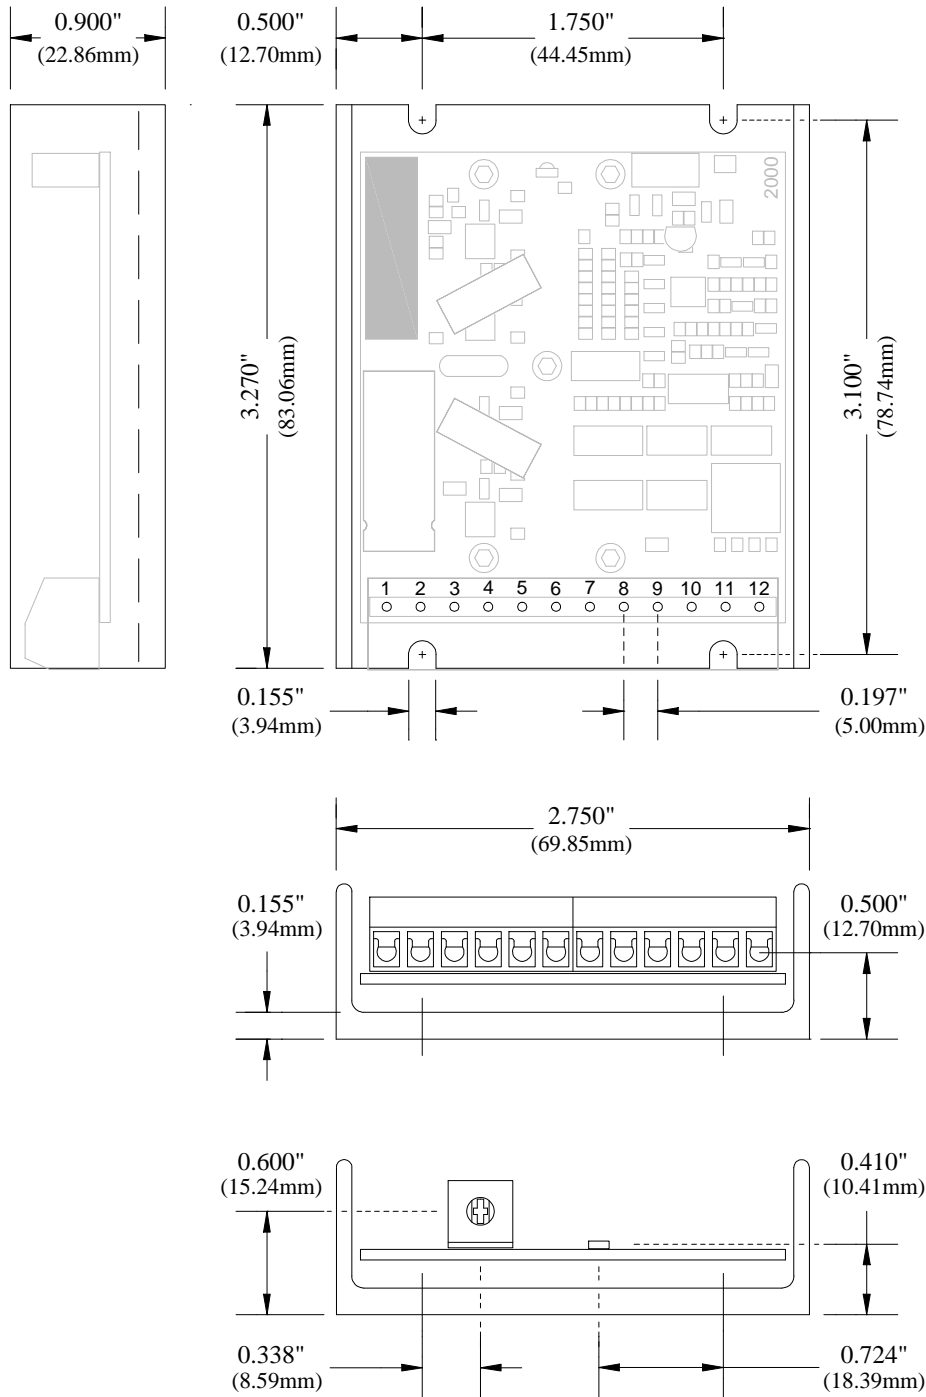 0.900"
(22.86mm)
0.500"
(12.70mm)
1.750"
(44.45mm)
2000
3.270"
(83.06mm)
3.100"
(78.74mm)
1 2 3 4 5 6 7 8 9 10 11 12
0.155"
(3.94mm)
0.197"
(5.00mm)
2.750"
(69.85mm)
0.155"
(3.94mm)
0.500"
(12.70mm)
0.600"
(15.24mm)
0.410"
(10.41mm)
0.338"
(8.59mm)
0.724"
(18.39mm)